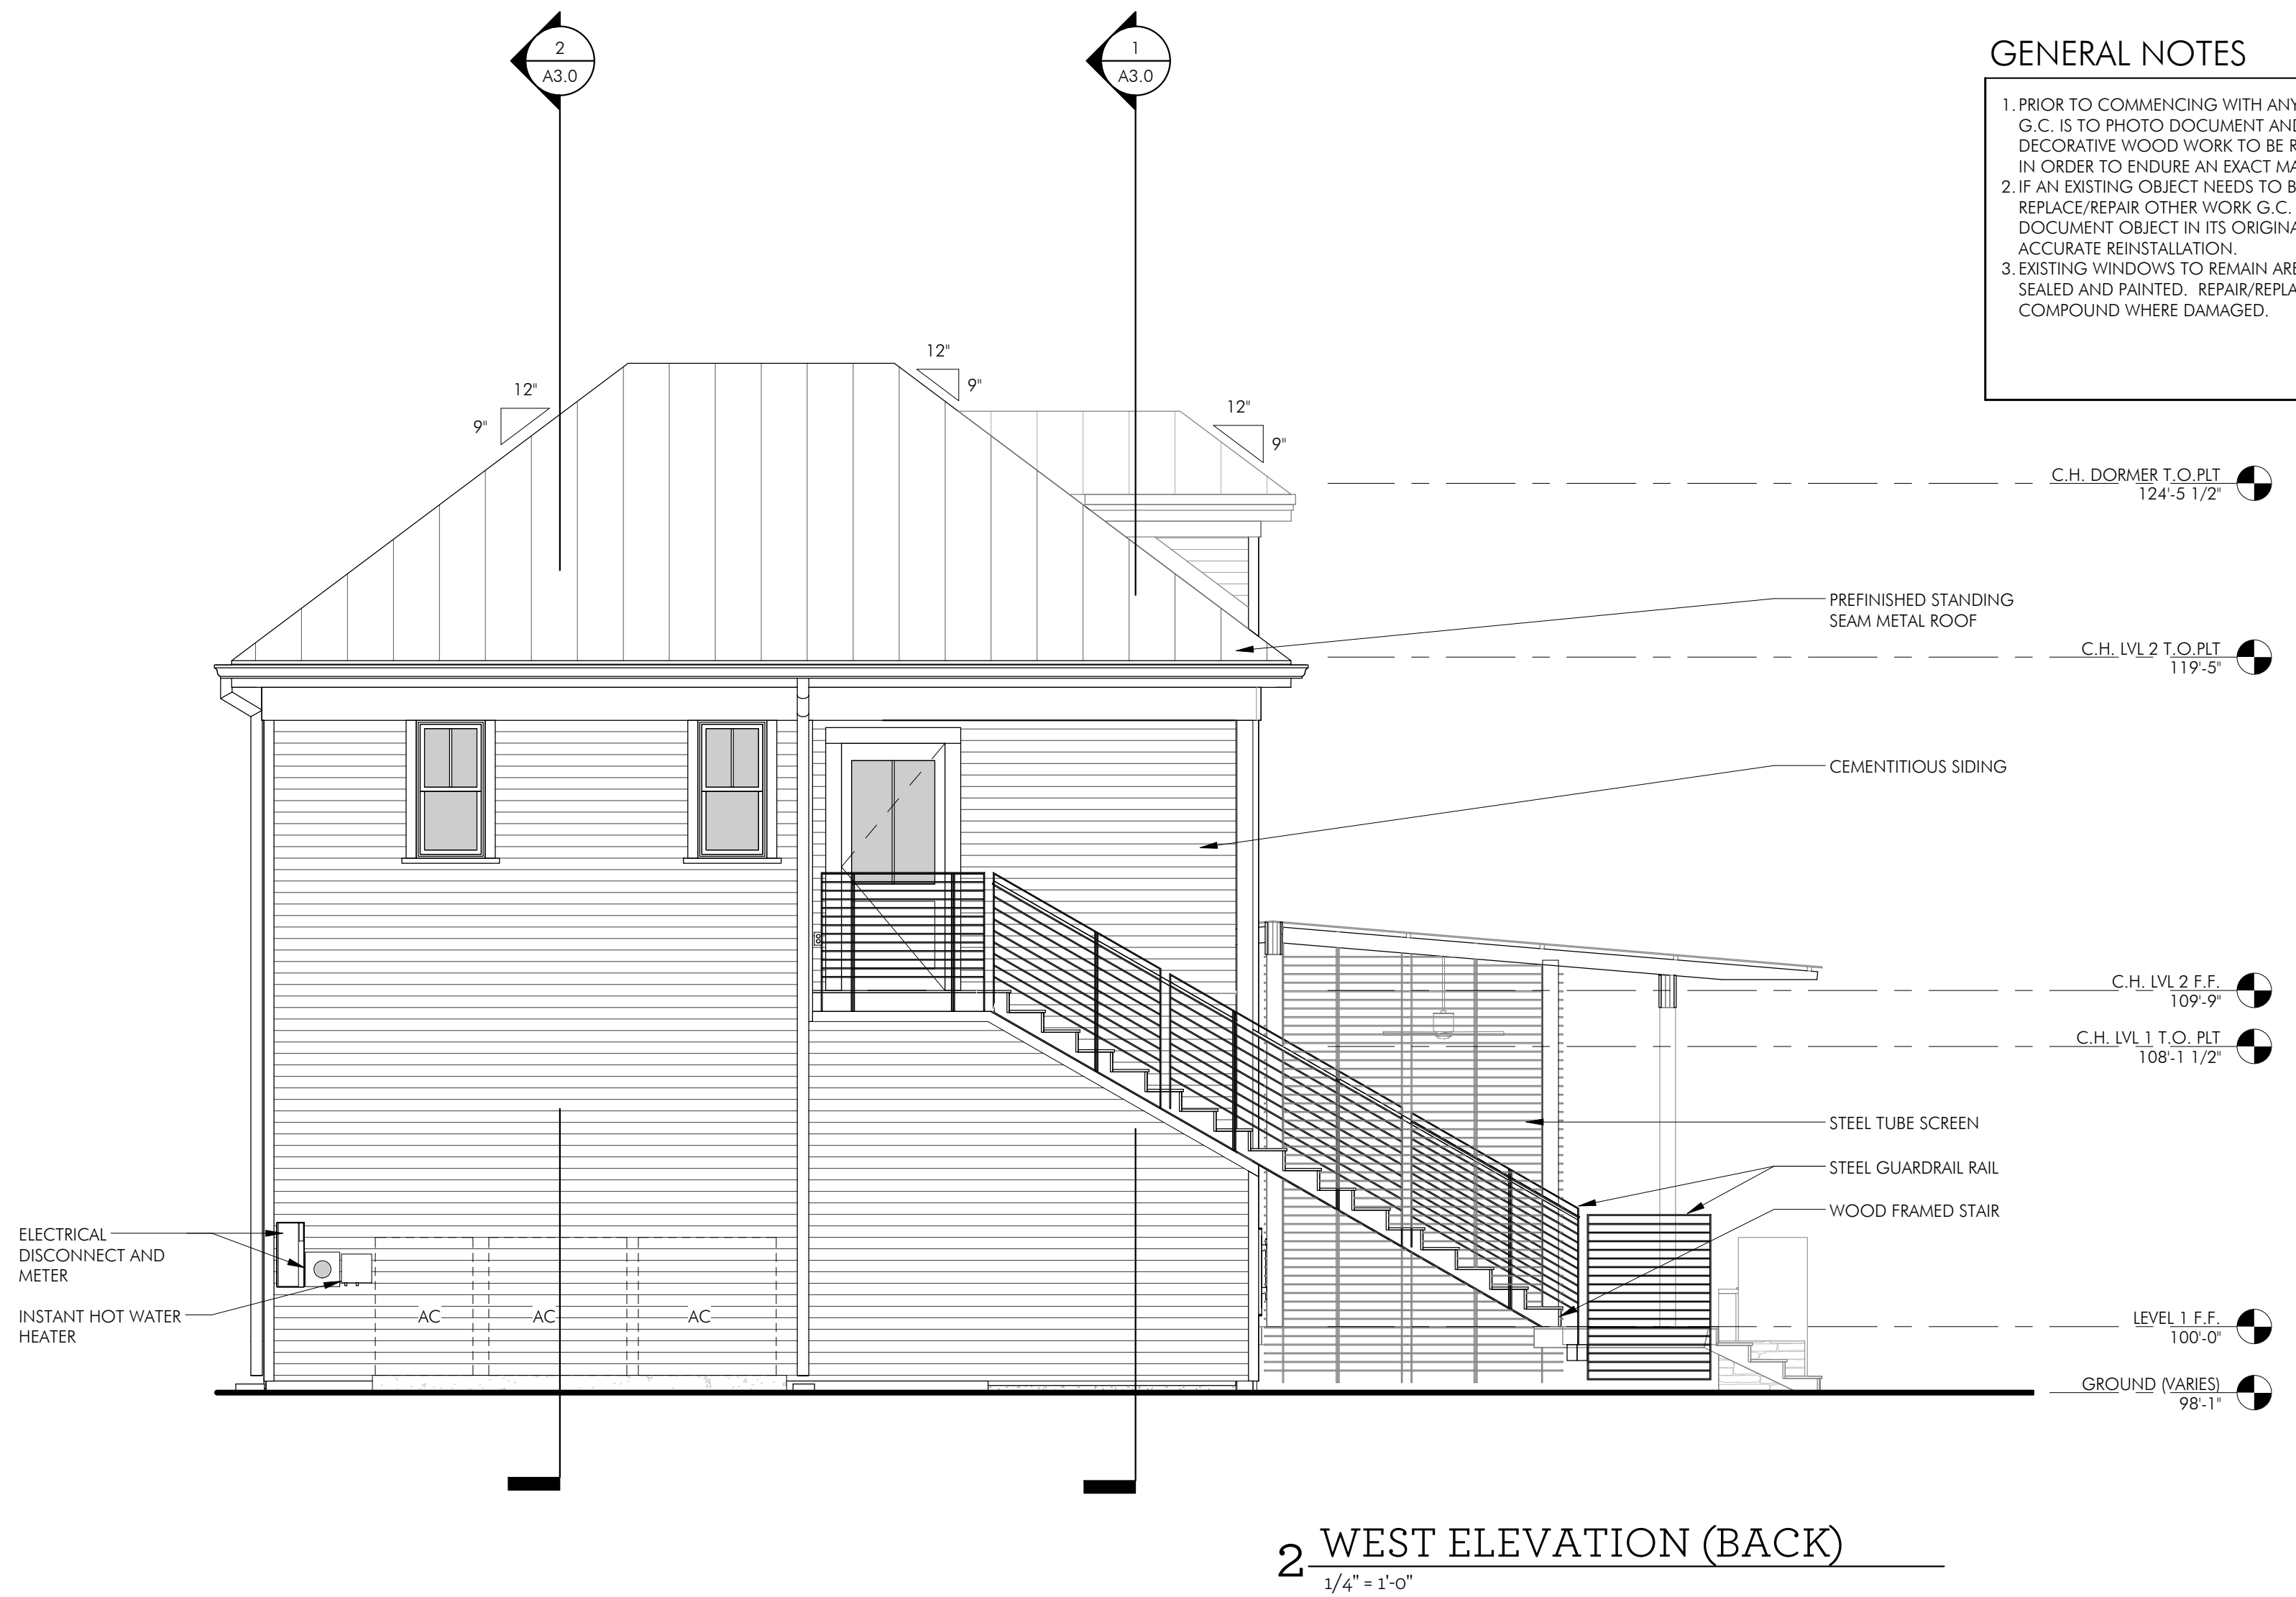 2
A3.0
1
A3.0
GENERAL NOTES
1. PRIOR TO COMMENCING WITH ANY
G.C. IS TO PHOTO DOCUMENT AND
DECORATIVE WOOD WORK TO BE R
IN ORDER TO ENDURE AN EXACT MA
2. IF AN EXISTING OBJECT NEEDS TO B
REPLACE/REPAIR OTHER WORK G.C.
DOCUMENT OBJECT IN ITS ORIGINA
ACCURATE REINSTALLATION.
3. EXISTING WINDOWS TO REMAIN ARE
SEALED AND PAINTED. REPAIR/REPLA
COMPOUND WHERE DAMAGED.
12"
9"
12"
9"
12"
9"
C.H. DORMER T.O.PLT
124'-5 1/2"
PREFINISHED STANDING
SEAM METAL ROOF
C.H. LVL 2 T.O.PLT
119'-5"
CEMENTITIOUS SIDING
C.H. LVL 2 F.F.
109'-9"
C.H. LVL 1 T.O. PLT
108'-1 1/2"
STEEL TUBE SCREEN
STEEL GUARDRAIL RAIL
WOOD FRAMED STAIR
ELECTRICAL
DISCONNECT AND
METER
INSTANT HOT WATER
HEATER
AC
AC
AC
LEVEL 1 F.F.
100'-0"
GROUND (VARIES)
98'-1"
2 WEST ELEVATION (BACK)
1/4" = 1'-0"